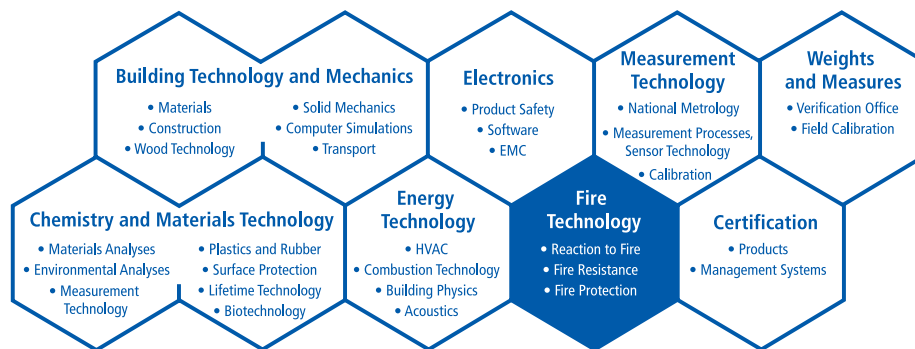 Building Technology and Mechanics
• Materials
• Construction
• Wood Technology
• Solid Mechanics
• Computer Simulations
• Transport
Electronics
• Product Safety
• Software
• EMC
Measurement
Technology
• National Metrology
• Measurement Processes,
Sensor Technology
• Calibration
Weights
and Measures
• Verification Office
• Field Calibration
Chemistry and Materials Technology
• Materials Analyses
• Environmental Analyses
• Measurement
Technology
• Plastics and Rubber
• Surface Protection
• Lifetime Technology
• Biotechnology
Energy
Technology
• HVAC
• Combustion Technology
• Building Physics
• Acoustics
Fire
Technology
• Reaction to Fire
• Fire Resistance
• Fire Protection
Certification
• Products
• Management Systems